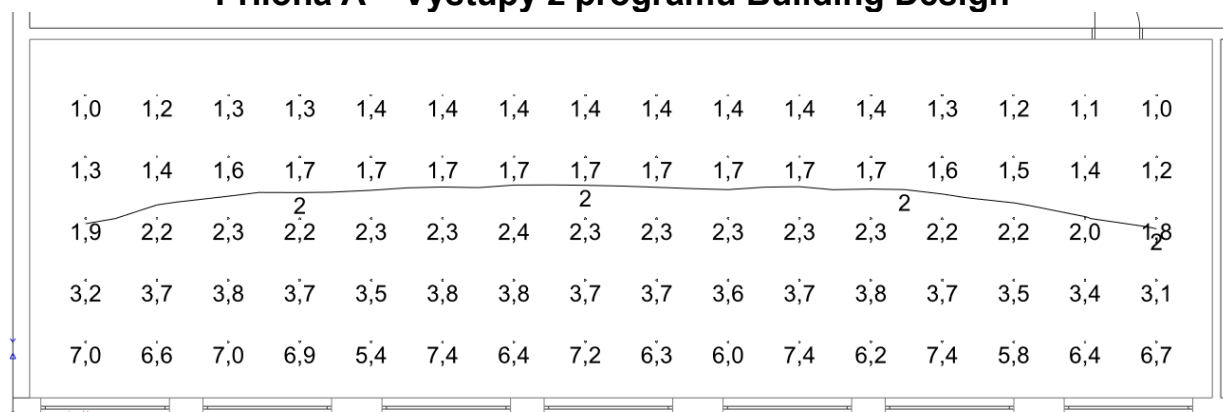 Příloha A – Výstupy z programu Building Design
1,0 1,2 1,3 1,3 1,4 1,4 1,4 1,4 1,4 1,4 1,4 1,4 1,3 1,2 1,1 1,0
1,3 1,4 1,6 1,7 1,7 1,7 1,7 1,7 1,7 1,7 1,7 1,7 1,6 1,5 1,4 1,2
2 2 2
1,9 2,2 2,3 2,2 2,3 2,3 2,4 2,3 2,3 2,3 2,3 2,3 2,2 2,2 2,0 1,8
2
3,2 3,7 3,8 3,7 3,5 3,8 3,8 3,7 3,7 3,6 3,7 3,8 3,7 3,5 3,4 3,1
7,0 6,6 7,0 6,9 5,4 7,4 6,4 7,2 6,3 6,0 7,4 6,2 7,4 5,8 6,4 6,7